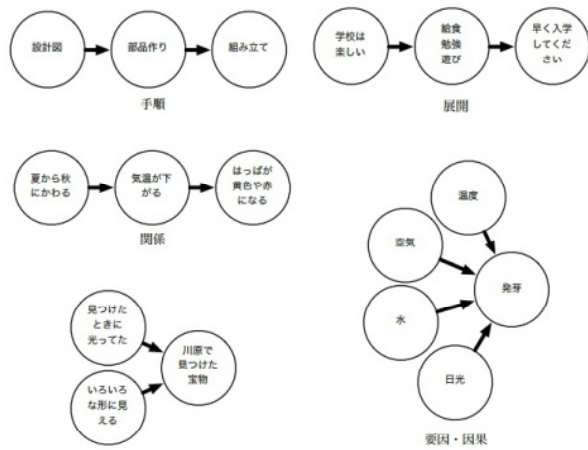 設計図
部品作り
組み立て
手順
学校は
楽しい
給食
勉強
遊び
早く入学
してくだ
さい
展開
夏から秋
にかわる
気温が下
がる
はっぱが
黄色や赤
になる
関係
見つけた
ときに
光ってた
いろいろ
な形に見
える
川原で
見つけた
宝物
温度
空気
水
日光
発芽
要因・因果